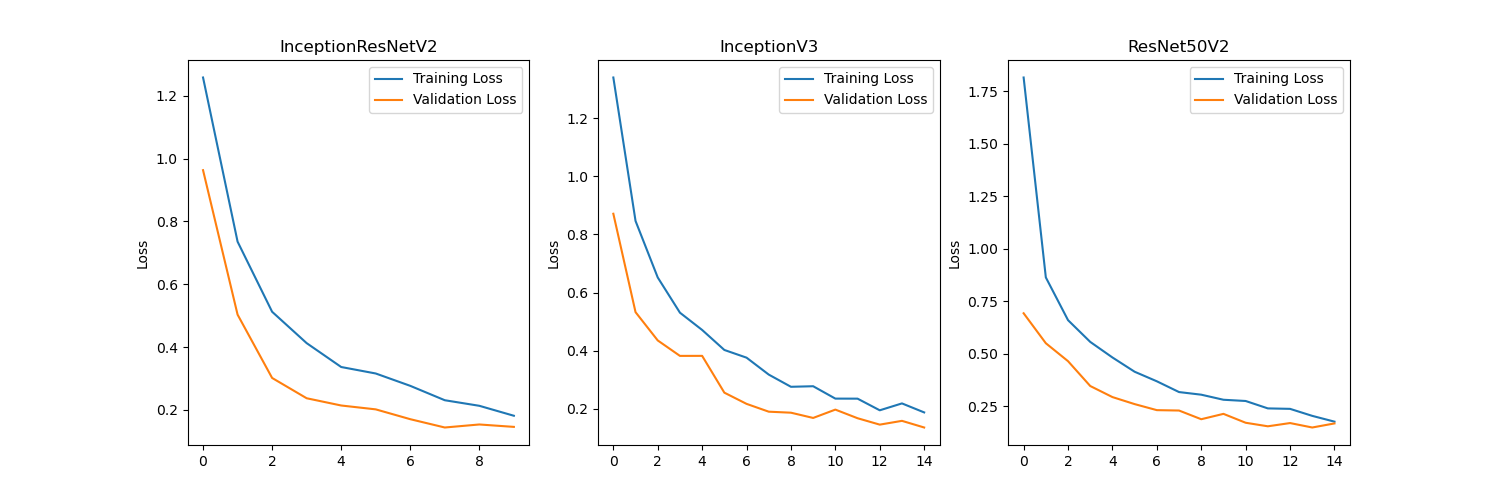 InceptionResNetV2
Training Loss
Validation Loss
1.2
1.0
0.8
0.6
0.4
0.2
Loss
0 2 4 6 8
InceptionV3
Training Loss
Validation Loss
1.2
1.0
0.8
0.6
0.4
0.2
Loss
0 2 4 6 8 10 12 14
ResNet50V2
Training Loss
Validation Loss
1.75
1.50
1.25
1.00
0.75
0.50
0.25
Loss
0 2 4 6 8 10 12 14